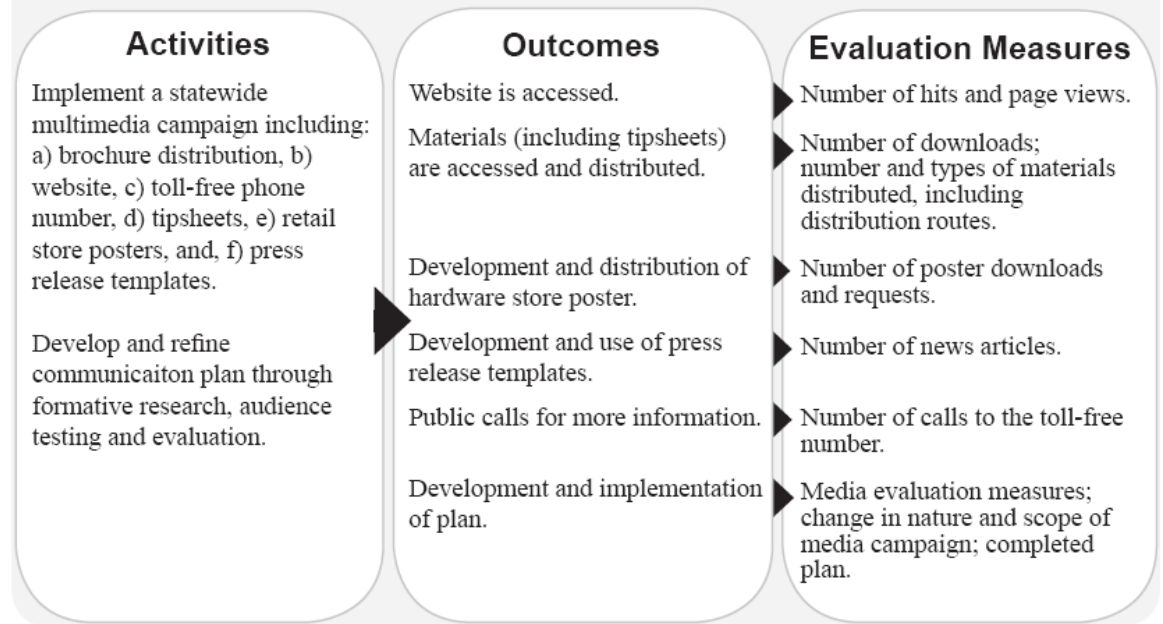 Activities
Implement a statewide
multimedia campaign including:
a) brochure distribution, b)
website, c) toll-free phone
number, d) tipsheets, e) retail
store posters, and, f) press
release templates.
Develop and refine
communicaiton plan through
formative research, audience
testing and evaluation.
Outcomes
Website is accessed.
Materials (including tipsheets)
are accessed and distributed.
Development and distribution of
hardware store poster.
Development and use of press
release templates.
Public calls for more information.
Development and implementation
of plan.
Evaluation Measures
Number of hits and page views.
Number of downloads;
number and types of materials
distributed, including
distribution routes.
Number of poster downloads
and requests.
Number of news articles.
Number of calls to the toll-free
number.
Media evaluation measures;
change in nature and scope of
media campaign; completed
plan.